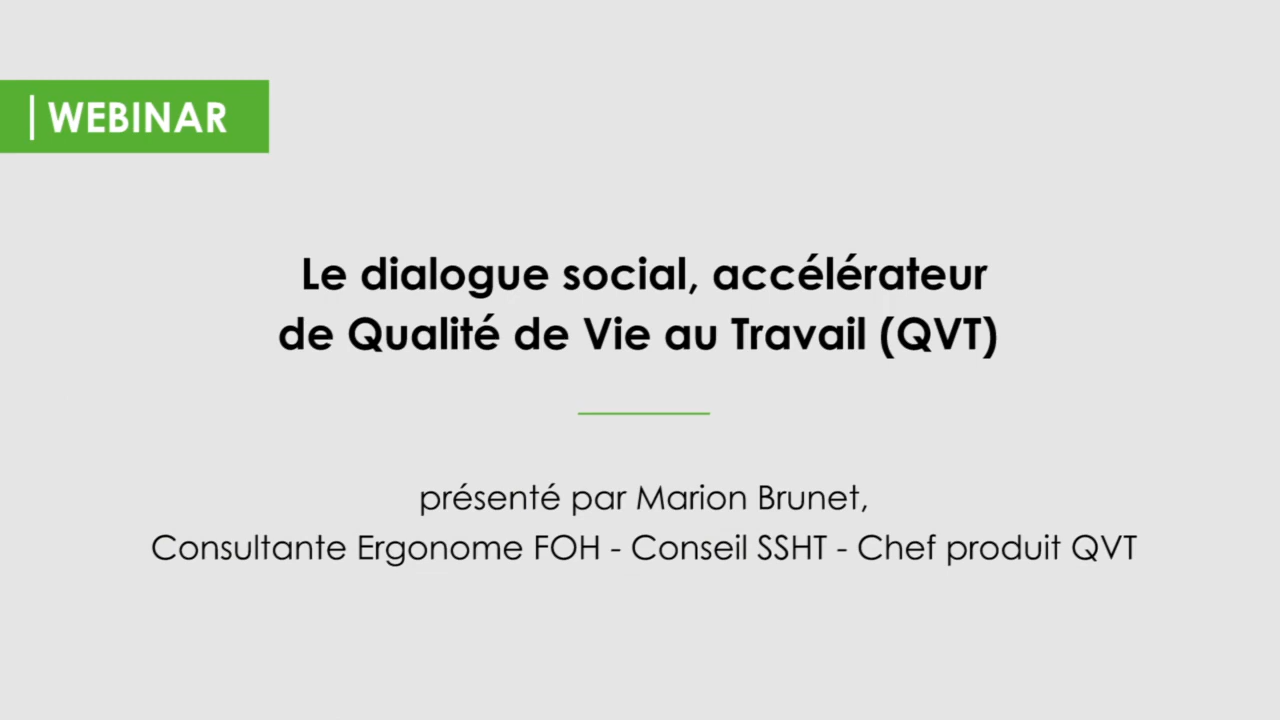 WEBINAR
Le dialogue social, accélérateur
de Qualité de Vie au Travail (QVT)
présenté par Marion Brunet,
Consultante Ergonome FOH - Conseil SSHT - Chef produit QVT